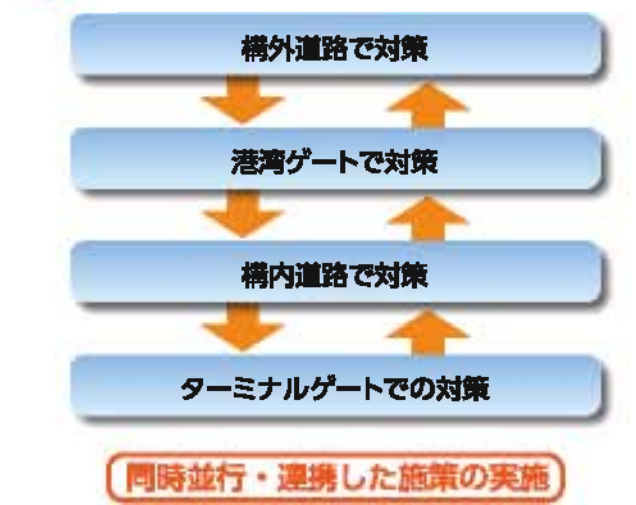 構外道路で対策
港湾ゲートで対策
構内道路で対策
ターミナルゲートでの対策
同時並行・連携した施策の実施